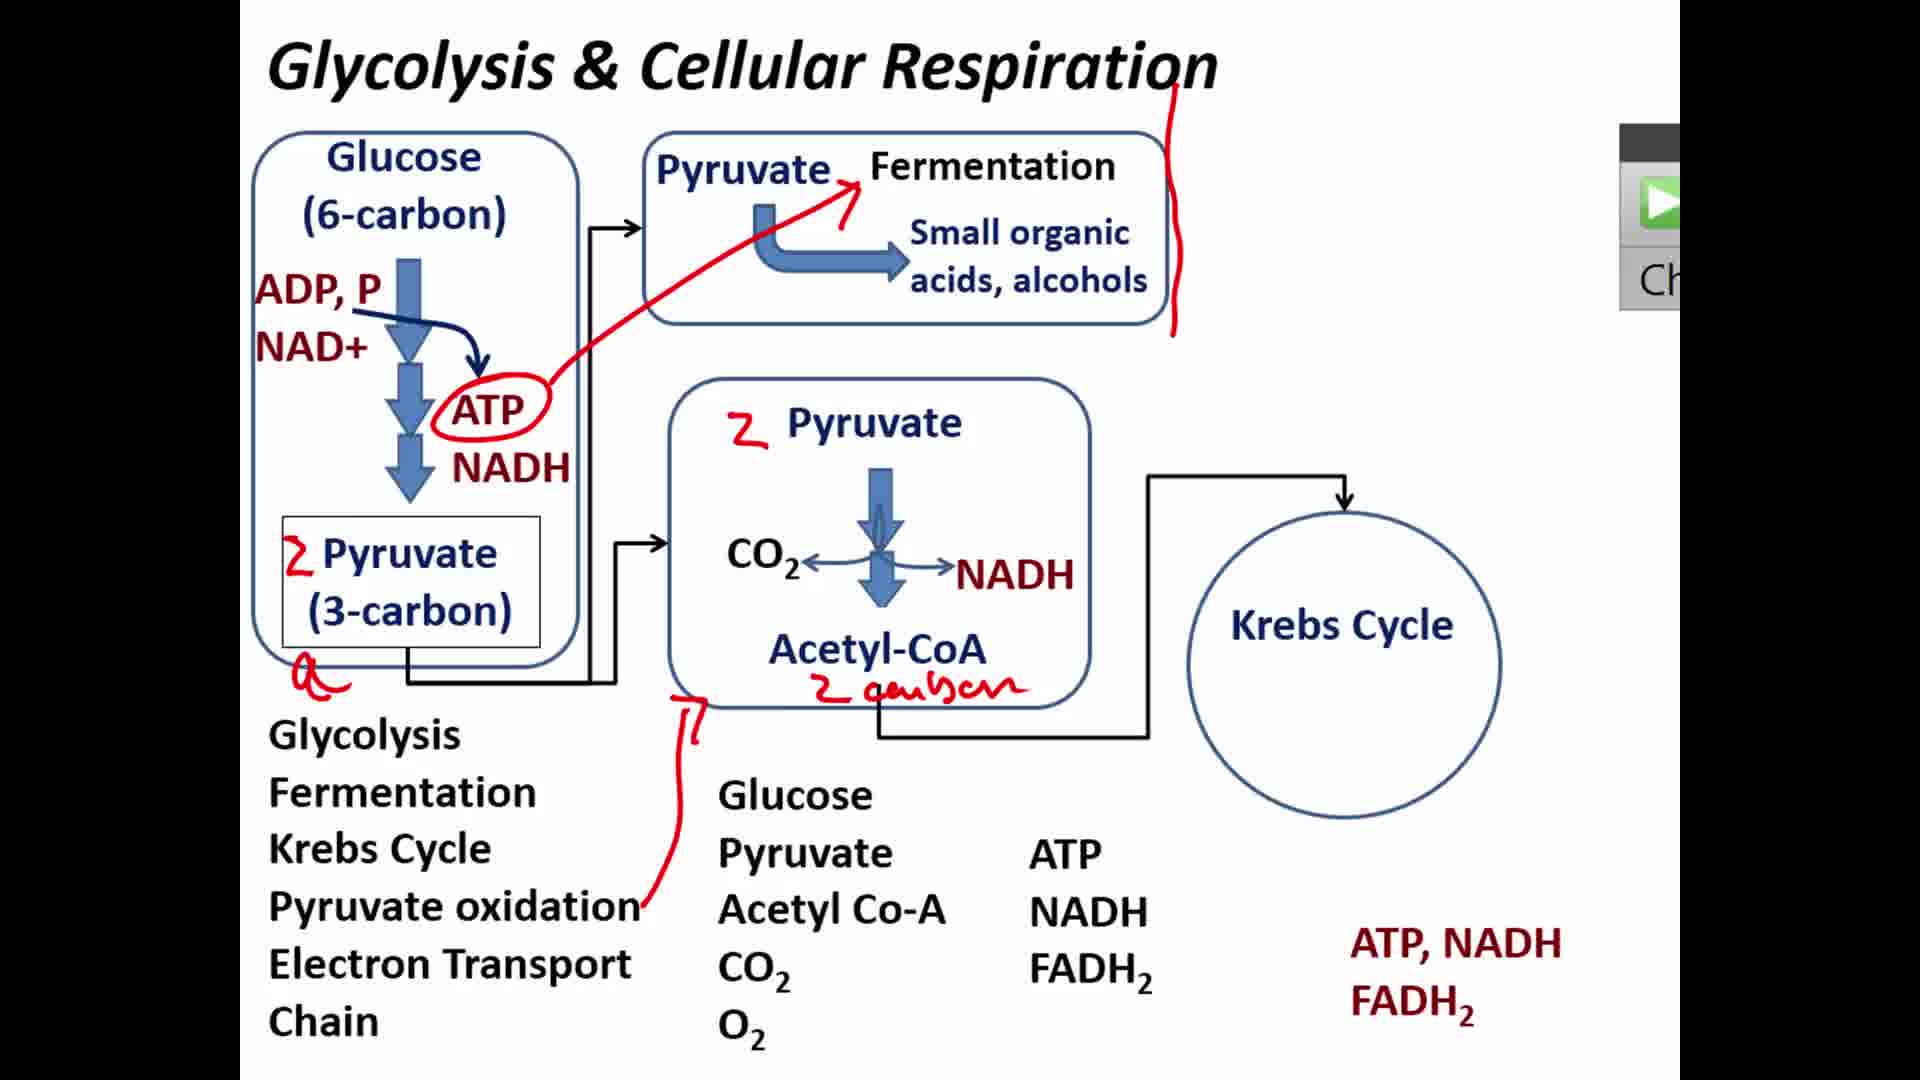 Glycolysis & Cellular Respiration
Glucose
(6-carbon)
ADP, P
NAD+
ATP
NADH
2 Pyruvate
(3-carbon)
Pyruvate
Fermentation
Small organic
acids, alcohols
2 Pyruvate
CO2
NADH
Acetyl-CoA
2 carbon
Krebs Cycle
Glycolysis
Fermentation
Krebs Cycle
Pyruvate oxidation
Electron Transport
Chain
Glucose
Pyruvate
Acetyl Co-A
CO2
O2
ATP
NADH
FADH2
ATP, NADH
FADH2
Ch